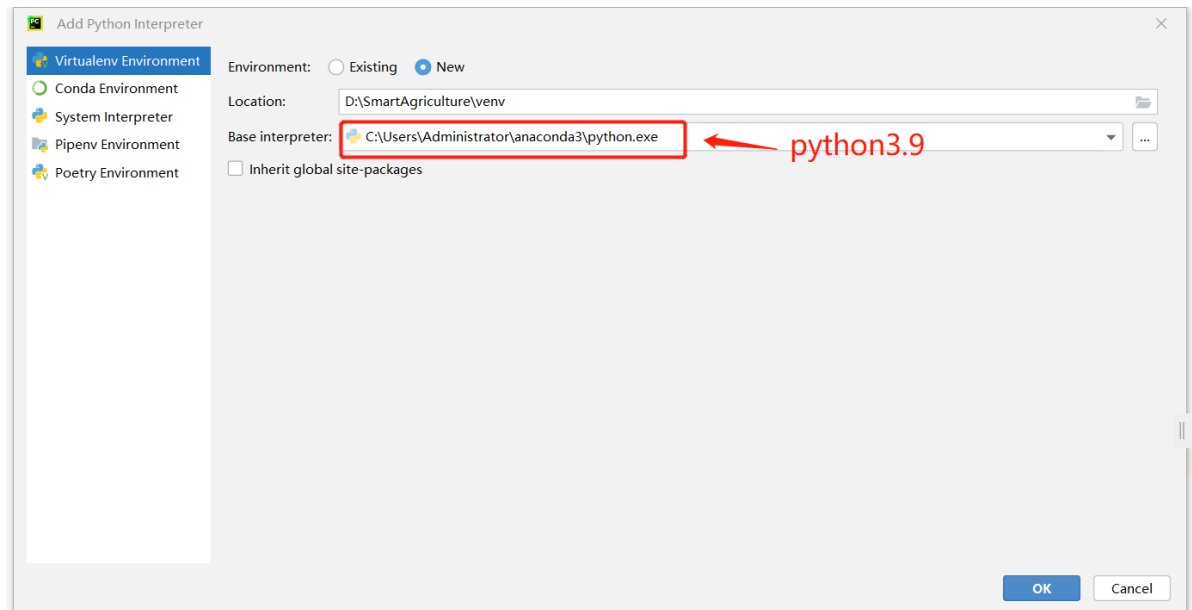 Add Python Interpreter
Virtualenv Environment
Conda Environment
System Interpreter
Pipenv Environment
Poetry Environment
Environment: Existing New
Location: D:\SmartAgriculture\venv
Base interpreter: C:\Users\Administrator\anaconda3\python.exe ...
python3.9
Inherit global site-packages
OK Cancel